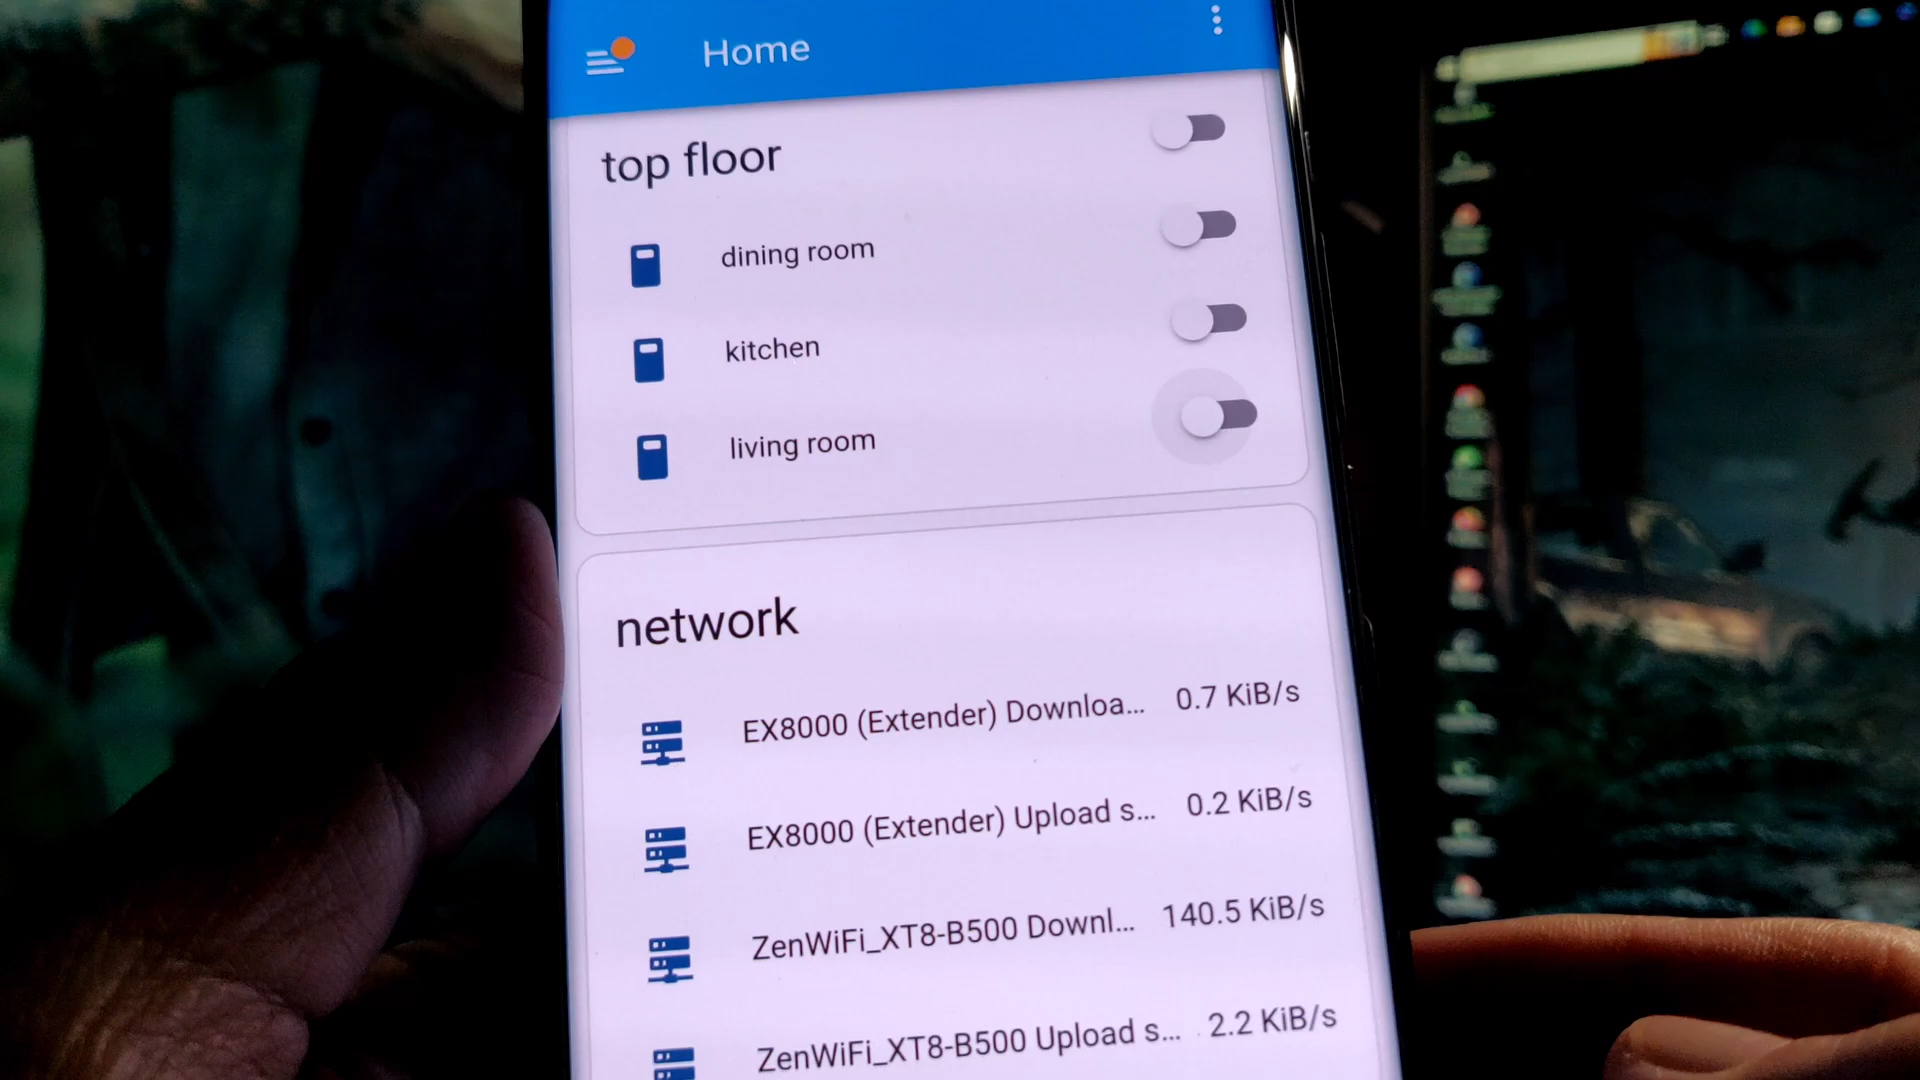 Home
top floor
dining room
kitchen
living room
network
EX8000 (Extender) Downloa... 0.7 KiB/s
EX8000 (Extender) Upload s... 0.2 KiB/s
ZenWiFi_XT8-B500 Downl... 140.5 KiB/s
ZenWiFi_XT8-B500 Upload s... 2.2 KiB/s